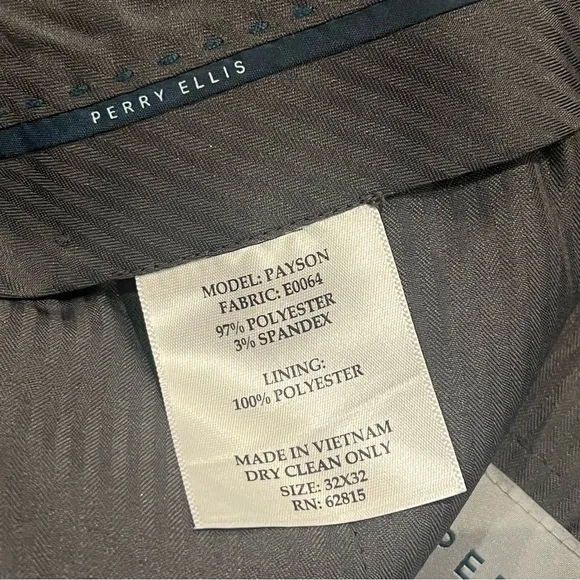 PERRY ELLIS
MODEL: PAYSON
FABRIC: E0064
97% POLYESTER
3% SPANDEX
LINING:
100% POLYESTER
MADE IN VIETNAM
DRY CLEAN ONLY
SIZE: 32X32
RN: 62815